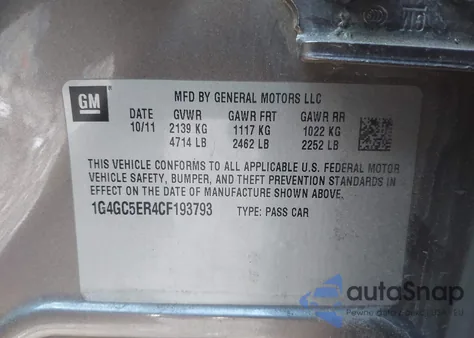 GM
MFD BY GENERAL MOTORS LLC
DATE GVWR GAWR FRT GAWR RR
10/11 2139 KG 1117 KG 1022 KG
4714 LB 2462 LB 2252 LB
THIS VEHICLE CONFORMS TO ALL APPLICABLE U.S. FEDERAL MOTOR
VEHICLE SAFETY, BUMPER, AND THEFT PREVENTION STANDARDS IN
EFFECT ON THE DATE OF MANUFACTURE SHOWN ABOVE.
1G4GC5ER4CF193793 TYPE: PASS CAR
autoSnap